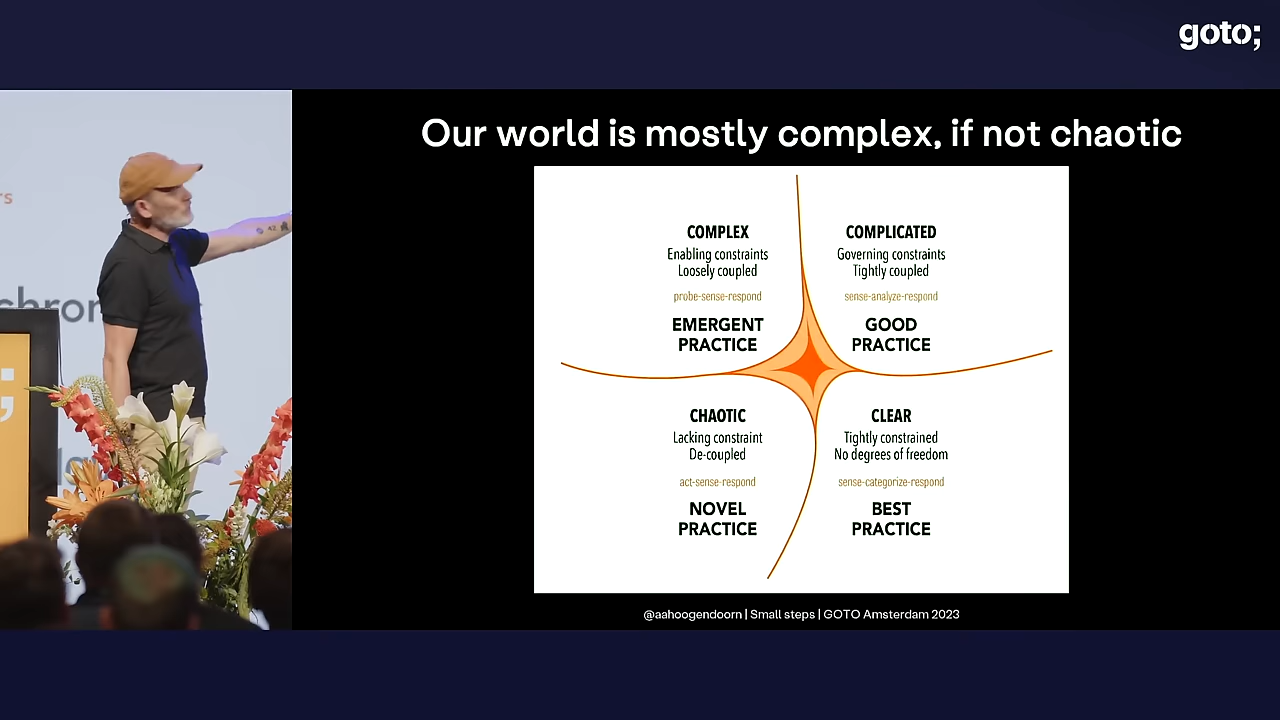 goto;
Our world is mostly complex, if not chaotic
COMPLEX
Enabling constraints
Loosely coupled
probe-sense-respond
EMERGENT
PRACTICE
COMPLICATED
Governing constraints
Tightly coupled
sense-analyze-respond
GOOD
PRACTICE
CHAOTIC
Lacking constraint
De-coupled
act-sense-respond
NOVEL
PRACTICE
CLEAR
Tightly constrained
No degrees of freedom
sense-categorize-respond
BEST
PRACTICE
@aahoogendoorn | Small steps | GOTO Amsterdam 2023